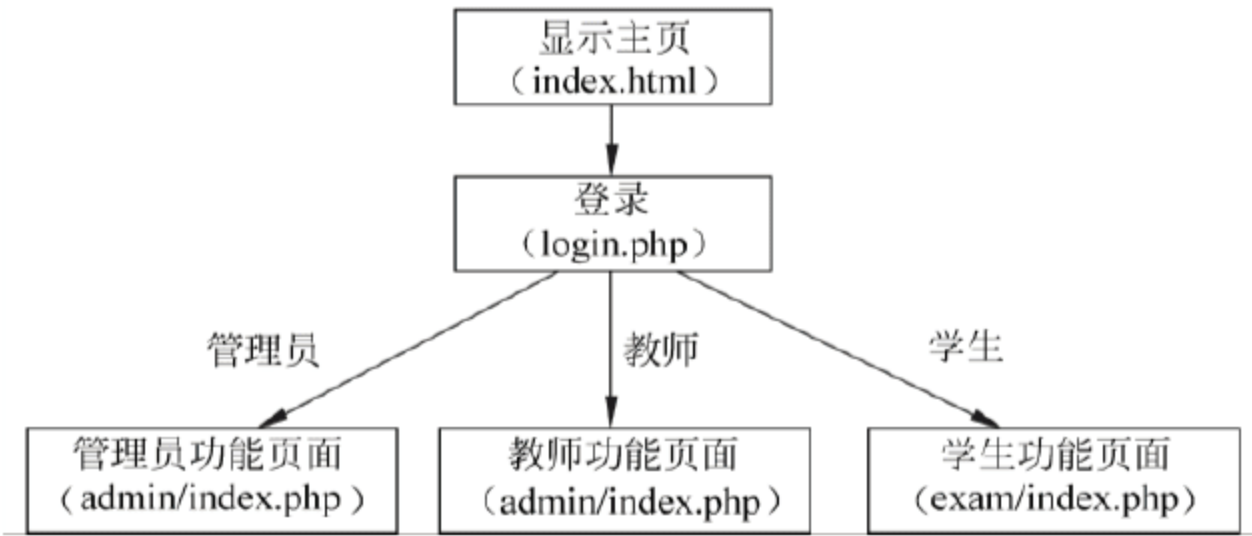 显示主页
（index.html）
登录
（login.php）
管理员
教师
学生
管理员功能页面
（admin/index.php）
教师功能页面
（admin/index.php）
学生功能页面
（exam/index.php）